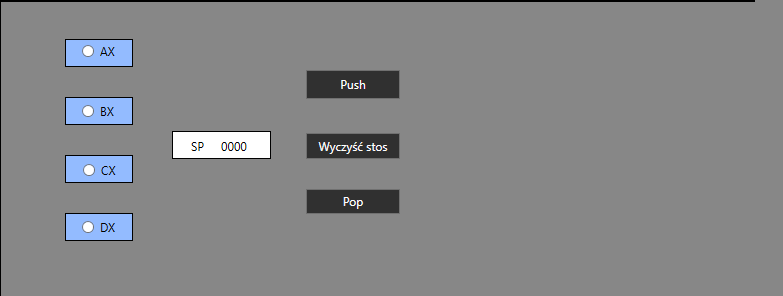 AX
BX
CX
DX
SP 0000
Push
Wyczyść stos
Pop